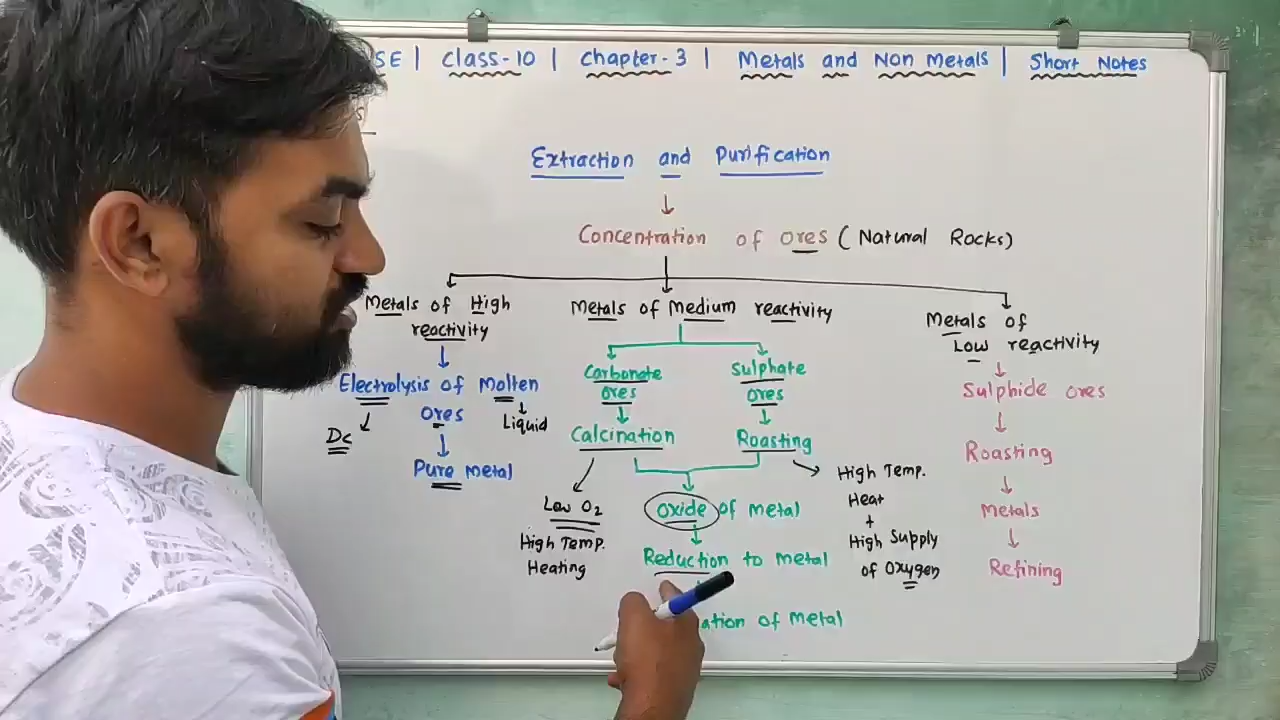 SE | Class-10 | Chapter-3 | Metals and Non Metals | Short Notes
Extraction and Purification
Concentration of ores (Natural Rocks)
Metals of High
reactivity
Electrolysis of Molten
ores
Dc
Liquid
Pure metal
Metals of Medium reactivity
Carbonate
ores
Calcination
Low O2
High Temp.
Heating
Sulphate
ores
Roasting
High Temp.
Heat
+
High Supply
of Oxygen
Oxide of metal
Reduction to metal
ation of metal
Metals of
Low reactivity
Sulphide ores
Roasting
Metals
Refining